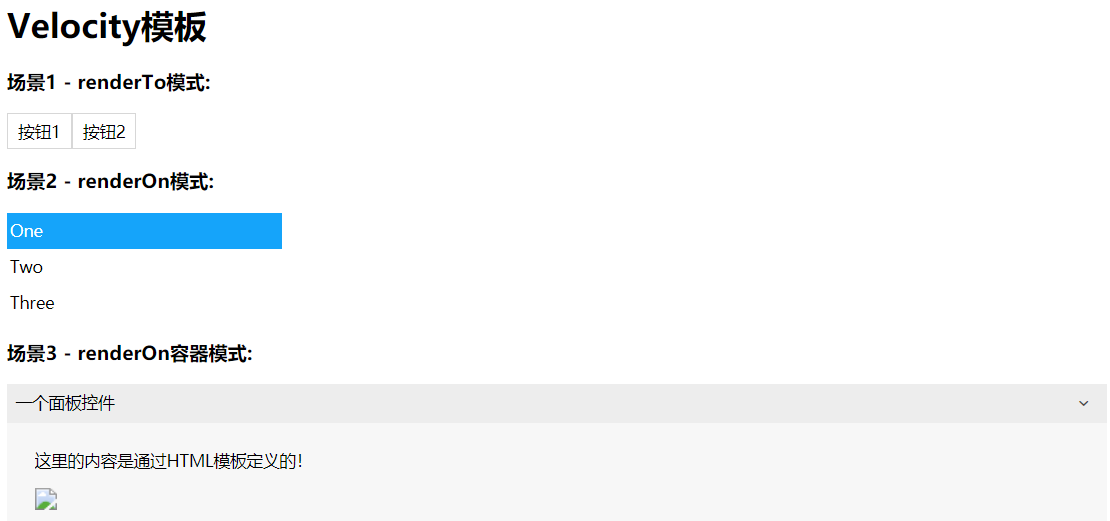 Velocity模板
场景1 - renderTo模式:
按钮1 按钮2
场景2 - renderOn模式:
One
Two
Three
场景3 - renderOn容器模式:
一个面板控件
这里的内容是通过HTML模板定义的!